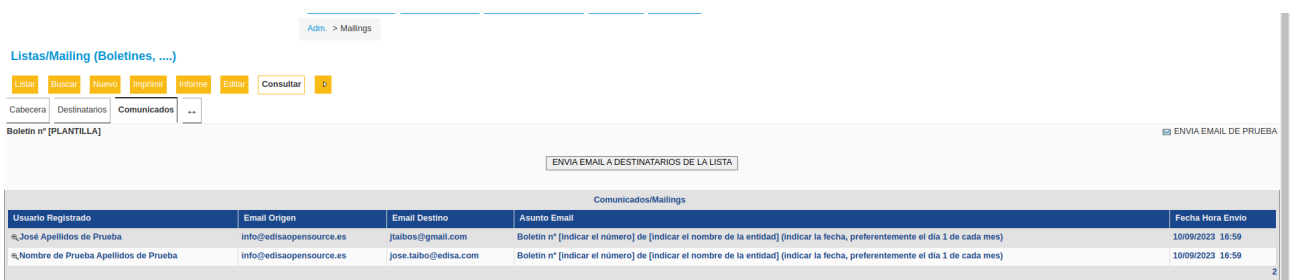 Adm. > Mailings
Listas/Mailing (Boletines, ....)
Listar Buscar Nuevo Imprimir Informe Editar Consultar
Cabecera Destinatarios Comunicados ↔
Boletín nº [PLANTILLA] ENVIA EMAIL DE PRUEBA
ENVIA EMAIL A DESTINATARIOS DE LA LISTA
Comunicados/Mailings
Usuario Registrado Email Origen Email Destino Asunto Email Fecha Hora Envio
José Apellidos de Prueba info@edisaopensource.es jtaibos@gmail.com Boletín nº [indicar el número] de [indicar el nombre de la entidad] (indicar la fecha, preferentemente el día 1 de cada mes) 10/09/2023 16:59
Nombre de Prueba Apellidos de Prueba info@edisaopensource.es jose.taibo@edisa.com Boletín nº [indicar el número] de [indicar el nombre de la entidad] (indicar la fecha, preferentemente el día 1 de cada mes) 10/09/2023 16:59
2